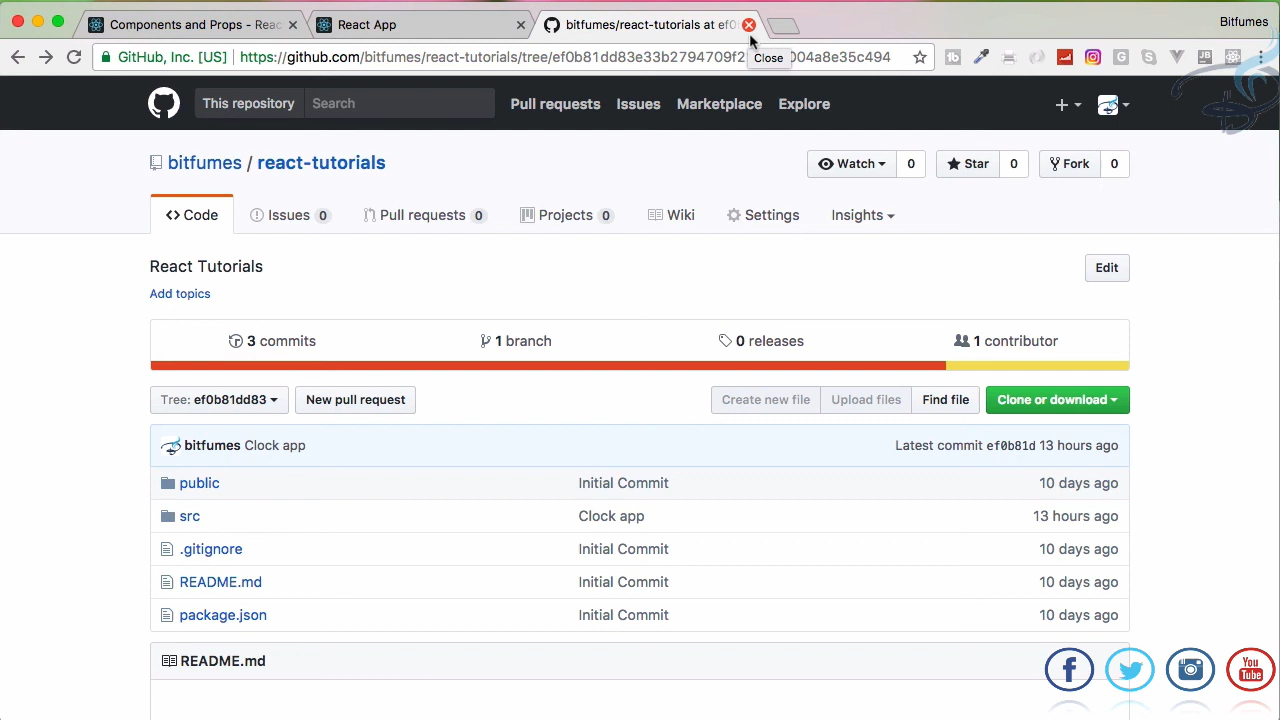 Components and Props - Reac
React App
bitfumes/react-tutorials at ef0
Bitfumes
GitHub, Inc. [US]
https://github.com/bitfumes/react-tutorials/tree/ef0b81dd83e33b2794709f2
04a8e35c494
Close
This repository
Search
Pull requests
Issues
Marketplace
Explore
bitfumes / react-tutorials
Watch 0
Star 0
Fork 0
Code
Issues 0
Pull requests 0
Projects 0
Wiki
Settings
Insights
React Tutorials
Edit
Add topics
3 commits
1 branch
0 releases
1 contributor
Tree: ef0b81dd83
New pull request
Create new file
Upload files
Find file
Clone or download
bitfumes Clock app
Latest commit ef0b81d 13 hours ago
public Initial Commit 10 days ago
src Clock app 13 hours ago
.gitignore Initial Commit 10 days ago
README.md Initial Commit 10 days ago
package.json Initial Commit 10 days ago
README.md
You
Tube